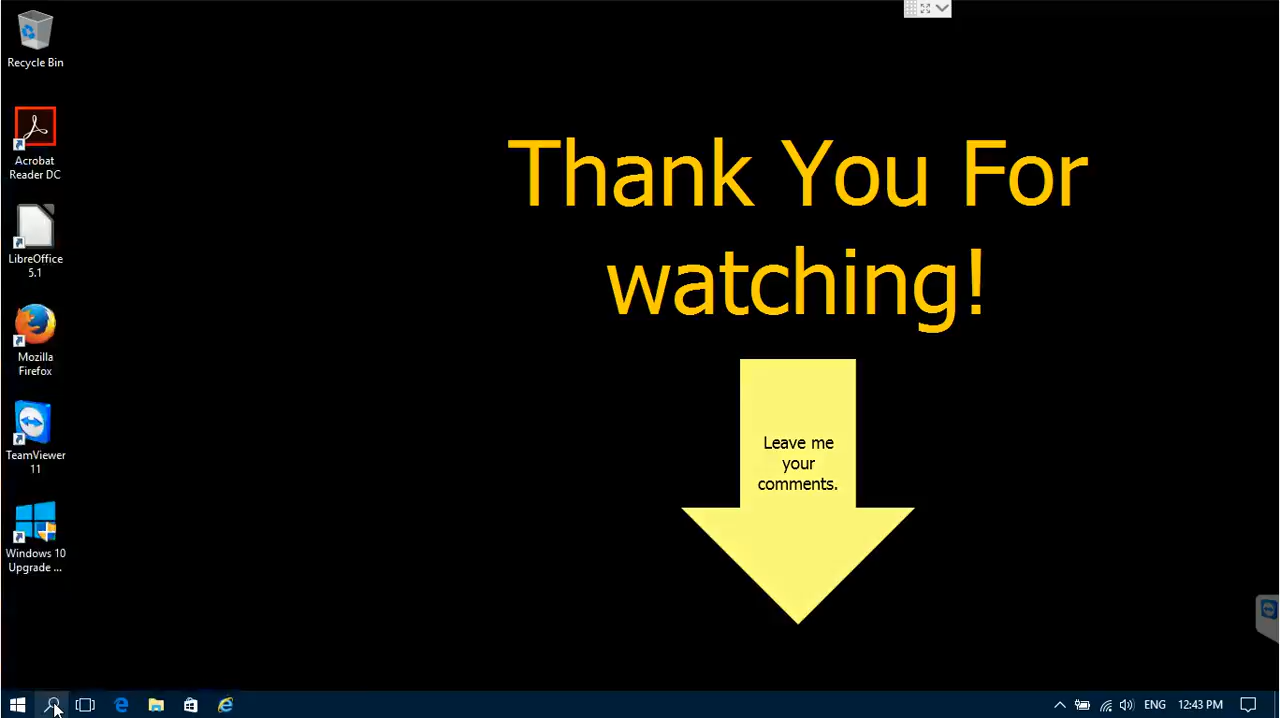 Recycle Bin
Acrobat
Reader DC
LibreOffice
5.1
Mozilla
Firefox
TeamViewer
11
Windows 10
Upgrade ...
Thank You For
watching!
Leave me
your
comments.
ENG
12:43 PM